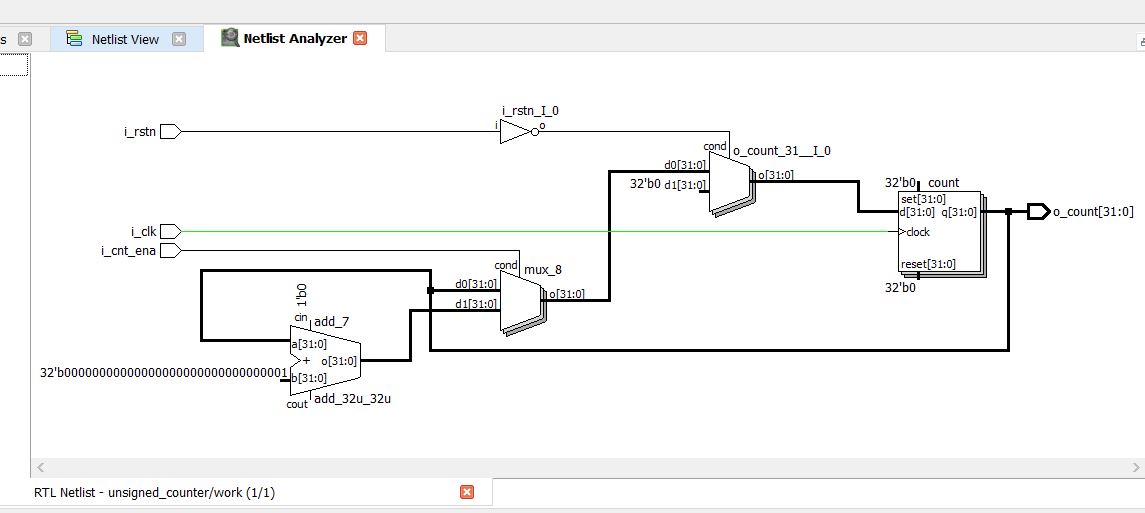 s
Netlist View
Netlist Analyzer
i_rstn_I_0
i_rstn
i
o
cond
o_count_31__I_0
d0[31:0]
o[31:0]
32'b0
d1[31:0]
32'b0
count
set[31:0]
d[31:0]
q[31:0]
o_count[31:0]
i_clk
clock
i_cnt_ena
cond
mux_8
reset[31:0]
d0[31:0]
32'b0
o[31:0]
d1[31:0]
1'b0
cin
add_7
a[31:0]
+
o[31:0]
32'b00000000000000000000000000000001
b[31:0]
cout
add_32u_32u
RTL Netlist - unsigned_counter/work (1/1)